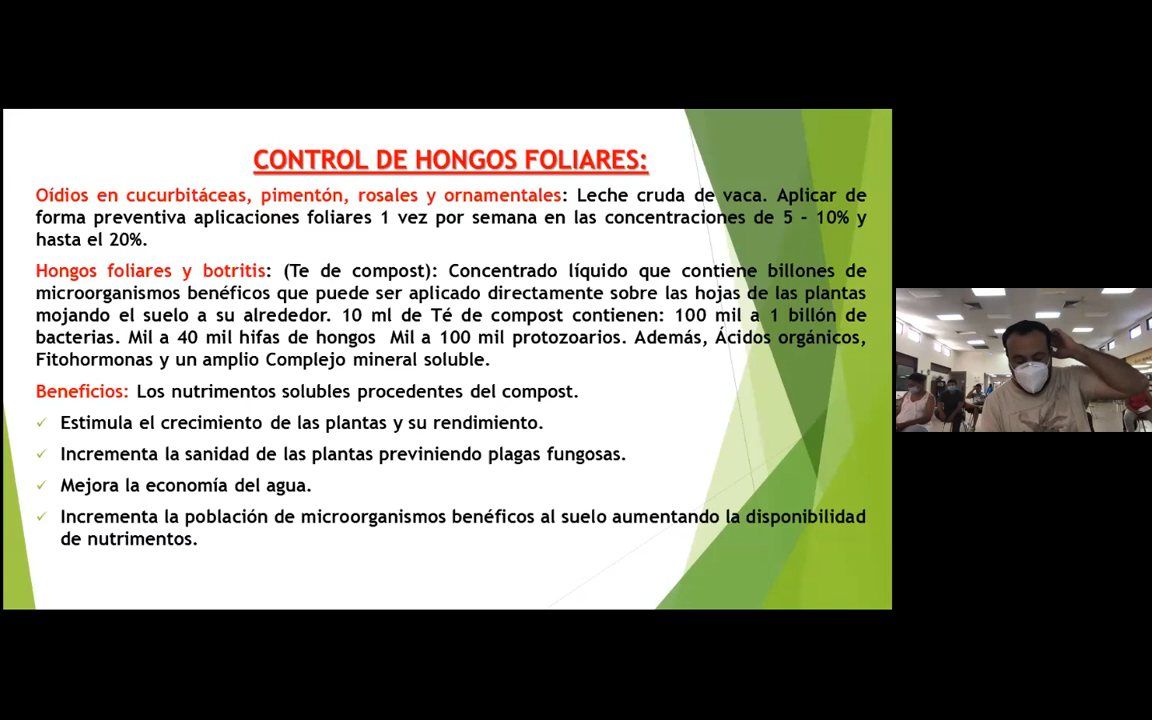 CONTROL DE HONGOS FOLIARES:
Oídios en cucurbitáceas, pimentón, rosales y ornamentales: Leche cruda de vaca. Aplicar de
forma preventiva aplicaciones foliares 1 vez por semana en las concentraciones de 5 - 10% y
hasta el 20%.
Hongos foliares y botritis: (Te de compost): Concentrado líquido que contiene billones de
microorganismos benéficos que puede ser aplicado directamente sobre las hojas de las plantas
mojando el suelo a su alrededor. 10 ml de Té de compost contienen: 100 mil a 1 billón de
bacterias. Mil a 40 mil hifas de hongos Mil a 100 mil protozoarios. Además, Ácidos orgánicos,
Fitohormonas y un amplio Complejo mineral soluble.
Beneficios: Los nutrimentos solubles procedentes del compost.
✓ Estimula el crecimiento de las plantas y su rendimiento.
✓ Incrementa la sanidad de las plantas previniendo plagas fungosas.
✓ Mejora la economía del agua.
✓ Incrementa la población de microorganismos benéficos al suelo aumentando la disponibilidad
de nutrimentos.